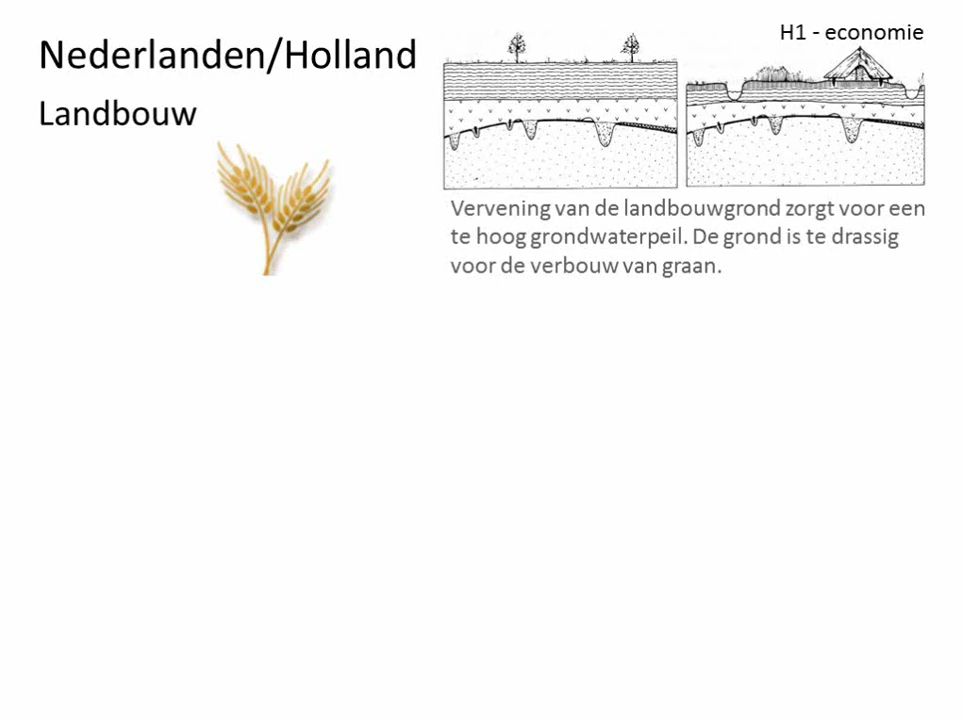 H1 - economie
Nederlanden/Holland
Landbouw
Vervening van de landbouwgrond zorgt voor een
te hoog grondwaterpeil. De grond is te drassig
voor de verbouw van graan.